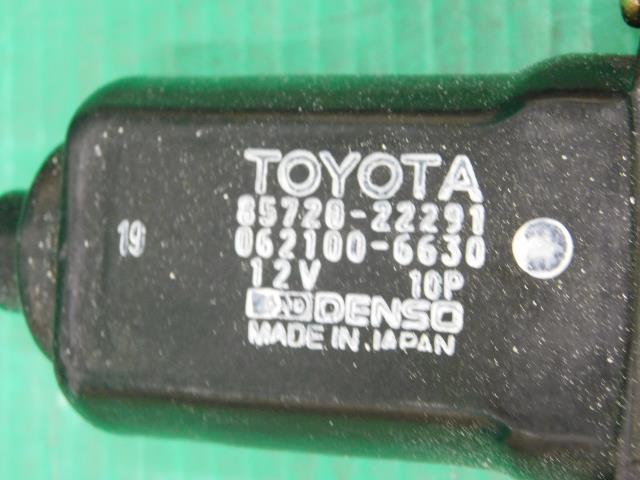 TOYOTA
85720-22291
062100-6630
19
12V 10P
DENSO
MADE IN JAPAN